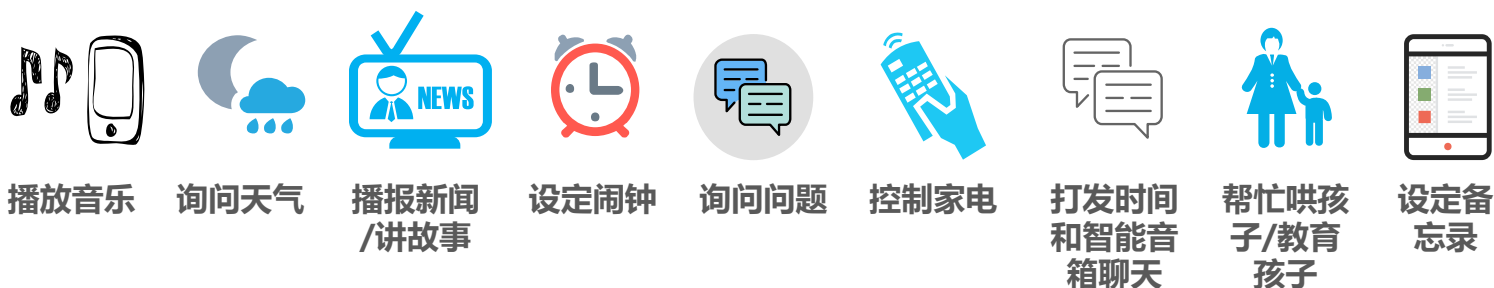 NEWS
播放音乐
询问天气
播报新闻
/讲故事
设定闹钟
询问问题
控制家电
打发时间
和智能音
箱聊天
帮忙哄孩
子/教育
孩子
设定备
忘录